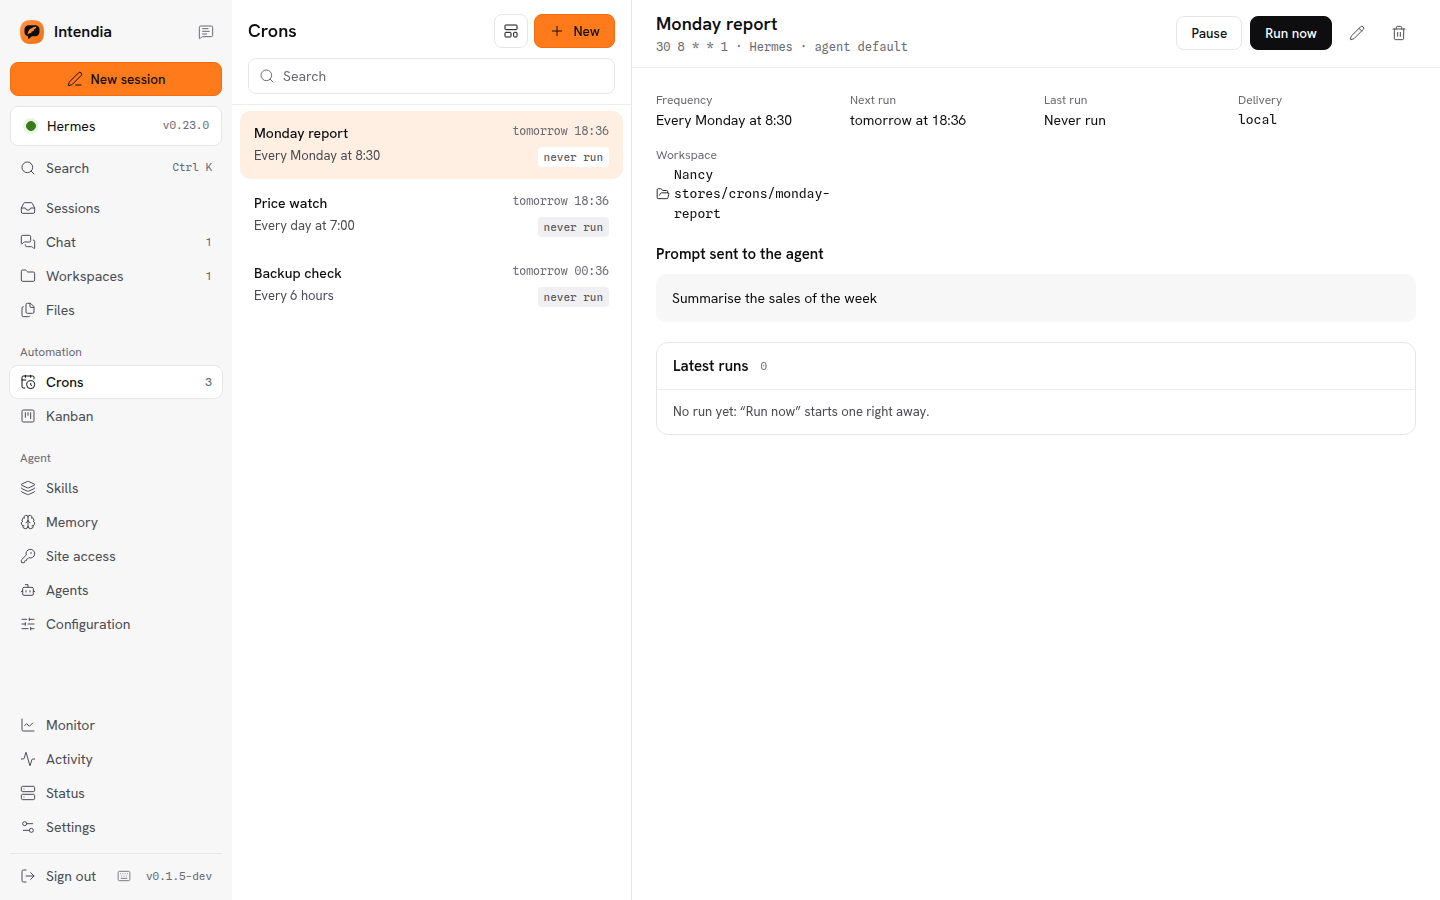 Intendia
New session
Hermes v0.23.0
Search Ctrl K
Sessions
Chat 1
Workspaces 1
Files
Automation
Crons 3
Kanban
Agent
Skills
Memory
Site access
Agents
Configuration
Monitor
Activity
Status
Settings
Sign out v0.1.5-dev
Crons
New
Search
Monday report tomorrow 18:36
Every Monday at 8:30 never run
Price watch tomorrow 18:36
Every day at 7:00 never run
Backup check tomorrow 00:36
Every 6 hours never run
Monday report
30 8 * * 1 · Hermes · agent default
Pause Run now
Frequency Next run Last run Delivery
Every Monday at 8:30 tomorrow at 18:36 Never run local
Workspace
Nancy
stores/crons/monday-
report
Prompt sent to the agent
Summarise the sales of the week
Latest runs 0
No run yet: “Run now” starts one right away.